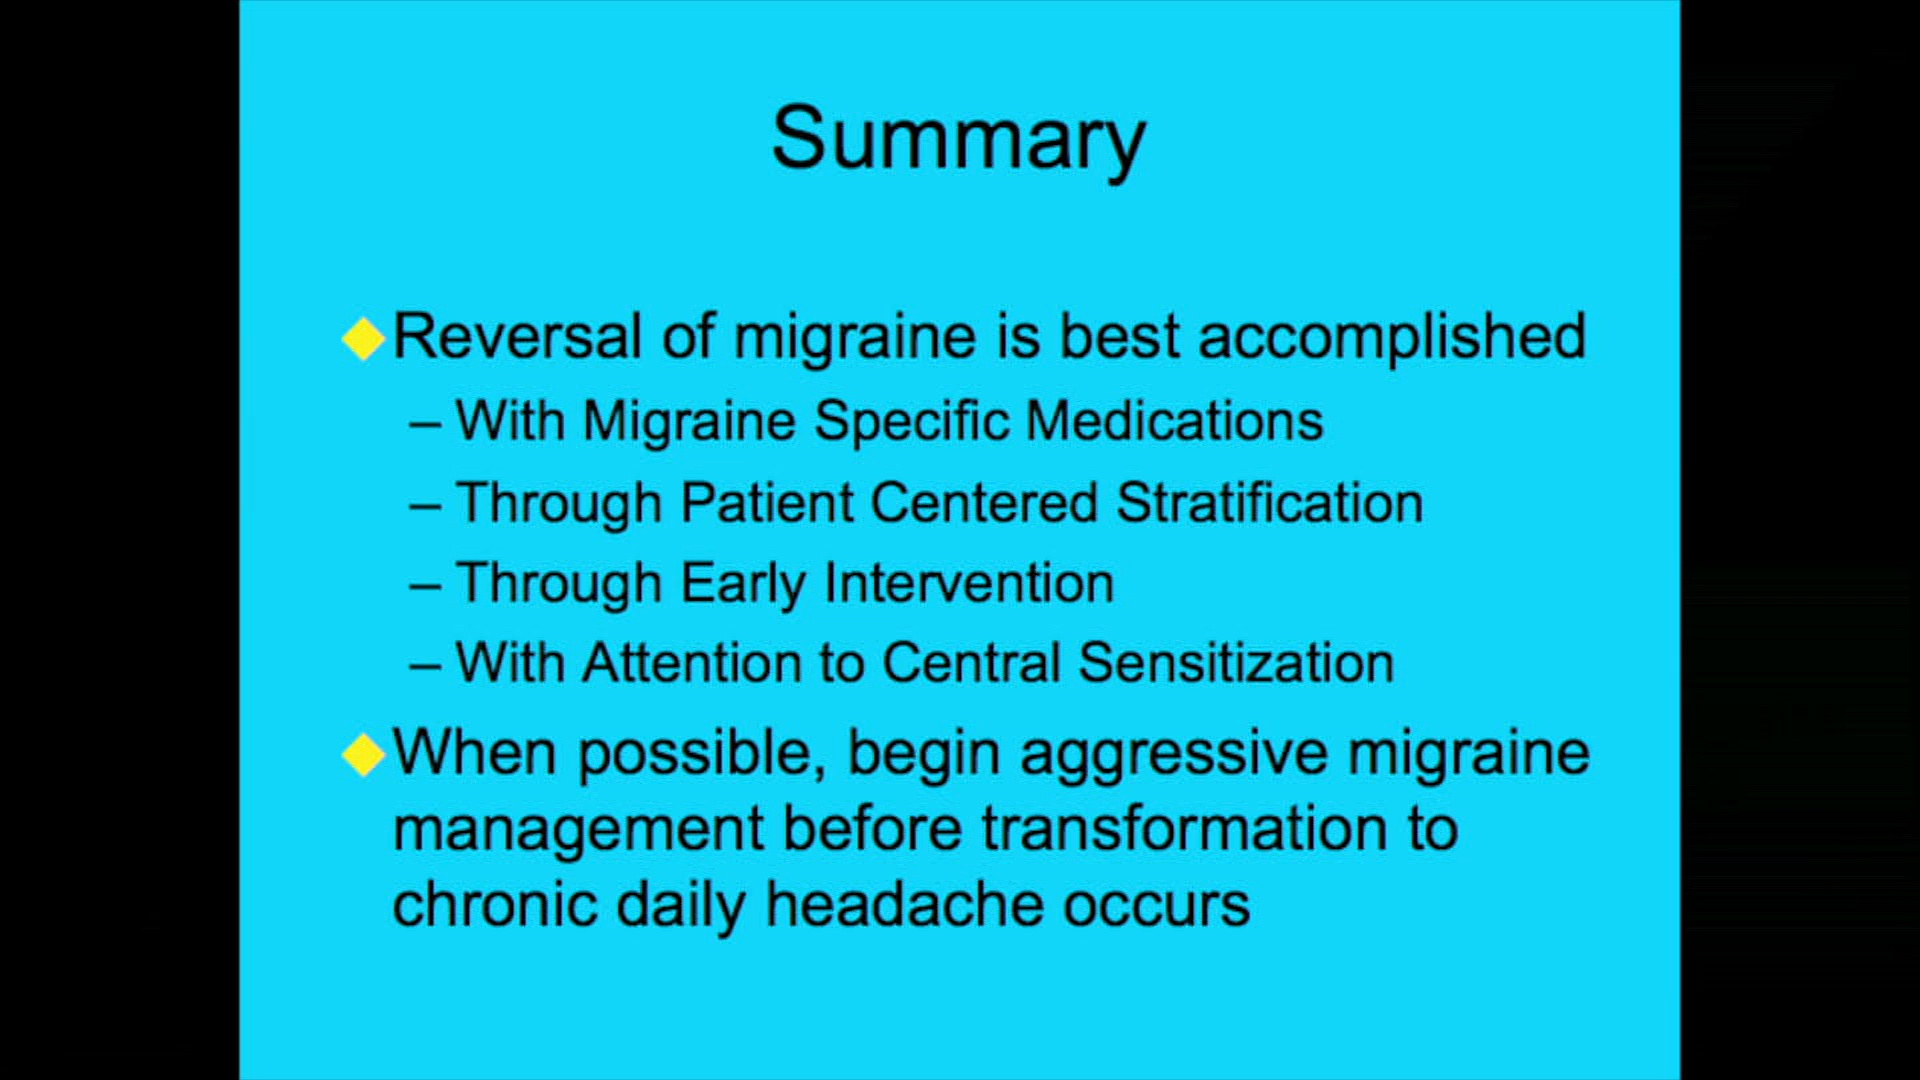 Summary
Reversal of migraine is best accomplished
– With Migraine Specific Medications
– Through Patient Centered Stratification
– Through Early Intervention
– With Attention to Central Sensitization
When possible, begin aggressive migraine
management before transformation to
chronic daily headache occurs